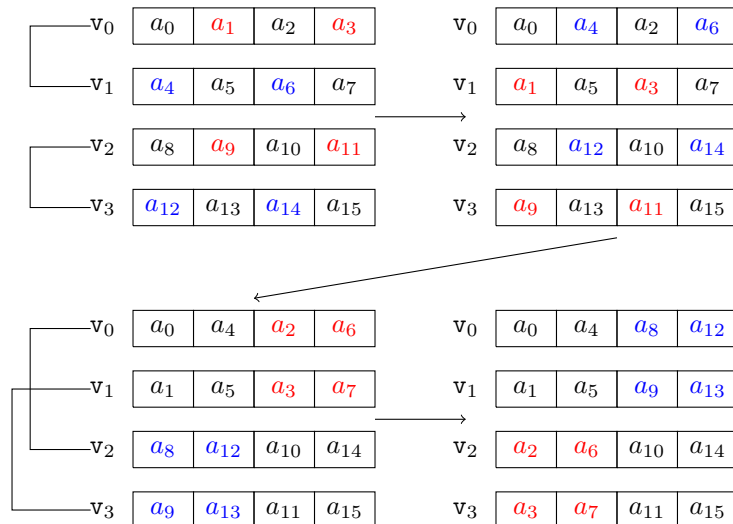 v0 a0 a1 a2 a3 v0 a0 a4 a2 a6
v1 a4 a5 a6 a7 v1 a1 a5 a3 a7
v2 a8 a9 a10 a11 v2 a8 a12 a10 a14
v3 a12 a13 a14 a15 v3 a9 a13 a11 a15
v0 a0 a4 a2 a6 v0 a0 a4 a8 a12
v1 a1 a5 a3 a7 v1 a1 a5 a9 a13
v2 a8 a12 a10 a14 v2 a2 a6 a10 a14
v3 a9 a13 a11 a15 v3 a3 a7 a11 a15